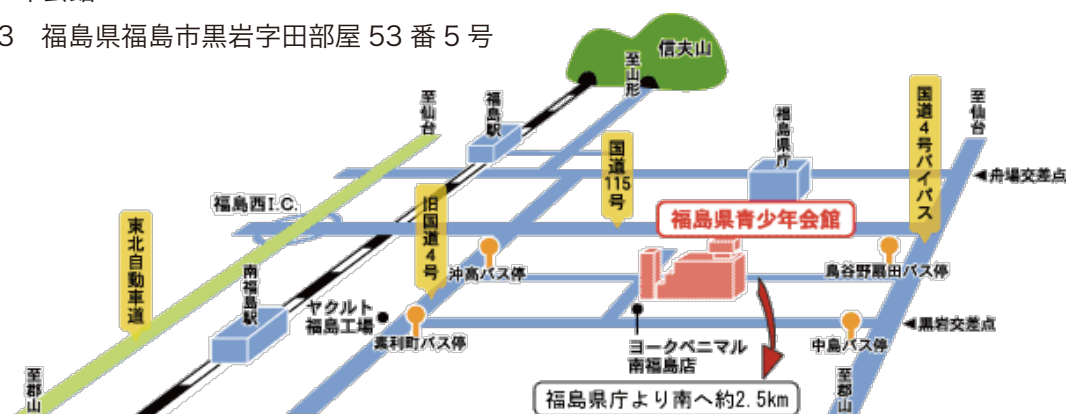 3 福島県福島市黒岩字田部屋 53 番 5 号
信夫山
至山形
至仙台
福島駅
国道4号バイパス
至仙台
福島県庁
国道115号
◀舟場交差点
福島西I.C.
旧国道4号
福島県青少年会館
東北自動車道
沖高バス停
鳥谷野扇田バス停
南福島駅
ヤクルト
福島工場
黒利町バス停
ヨークベニマル
南福島店
中島バス停
◀黒岩交差点
至郡山
至郡山
福島県庁より南へ約2.5km